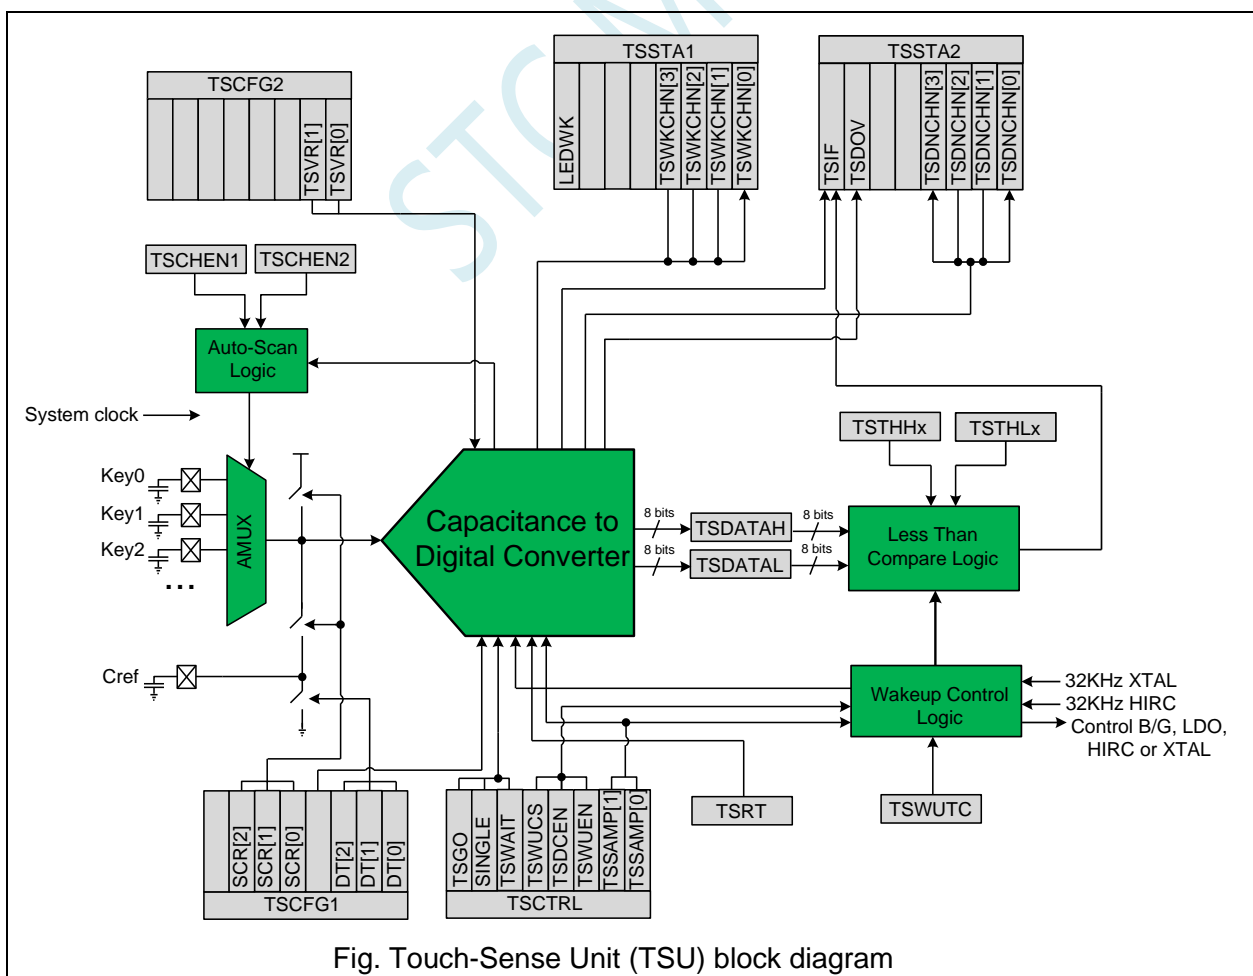 STC M
TSCFG2
TSVR[1]
TSVR[0]
TSSTA1
LEDWK
TSWKCHN[3]
TSWKCHN[2]
TSWKCHN[1]
TSWKCHN[0]
TSSTA2
TSIF
TSDOV
TSDNCHN[3]
TSDNCHN[2]
TSDNCHN[1]
TSDNCHN[0]
TSCHEN1
TSCHEN2
Auto-Scan
Logic
System clock
Key0
Key1
Key2
...
AMUX
Cref
Capacitance to
Digital Converter
8 bits
8 bits
TSDATAH
TSDATAL
8 bits
8 bits
TSTHHx
TSTHLx
Less Than
Compare Logic
Wakeup Control
Logic
32KHz XTAL
32KHz HIRC
Control B/G, LDO,
HIRC or XTAL
TSWUTC
TSRT
SCR[2]
SCR[1]
SCR[0]
DT[2]
DT[1]
DT[0]
TSCFG1
TSGO
SINGLE
TSWAIT
TSWUCS
TSDCEN
TSWUEN
TSSAMP[1]
TSSAMP[0]
TSCTRL
Fig. Touch-Sense Unit (TSU) block diagram